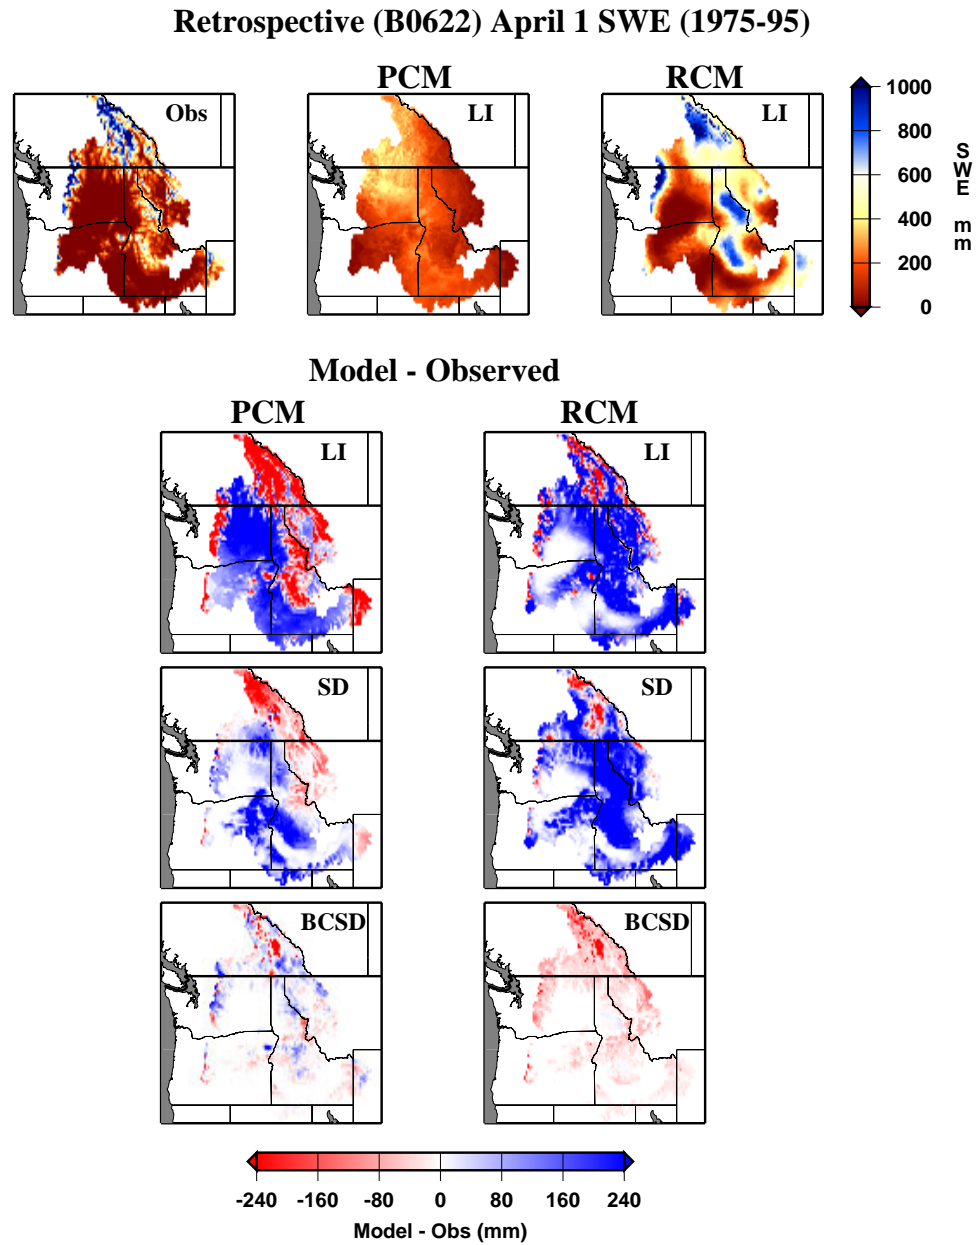 Retrospective (B0622) April 1 SWE (1975-95)
PCM
RCM
Obs
LI
LI
1000
800
600
400
200
0
SWE mm
Model - Observed
PCM
RCM
LI
LI
SD
SD
BCSD
BCSD
-240 -160 -80 0 80 160 240
Model - Obs (mm)